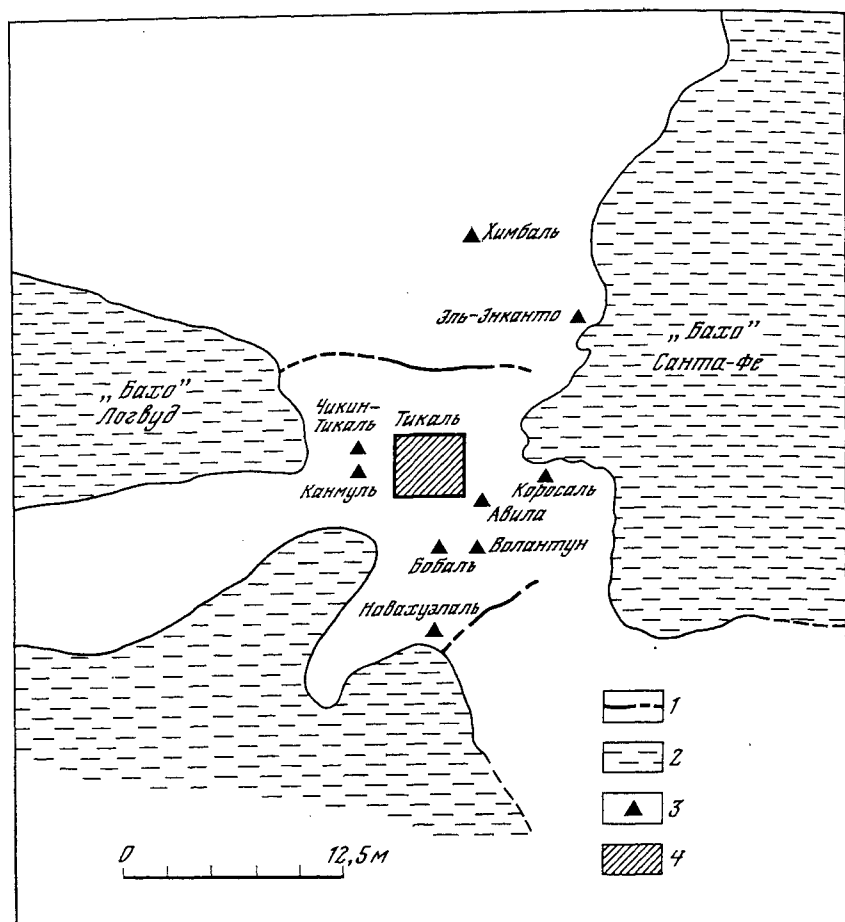 Химбаль
Эль-Энканто
„Бахо”
Санта-Фе
„Бахо”
Логвуд
Чикин-
Тикаль
Тикаль
Канмуль
Коросаль
Авила
Бобаль
Волантун
Навахуэлаль
1
2
3
4
0
12,5м